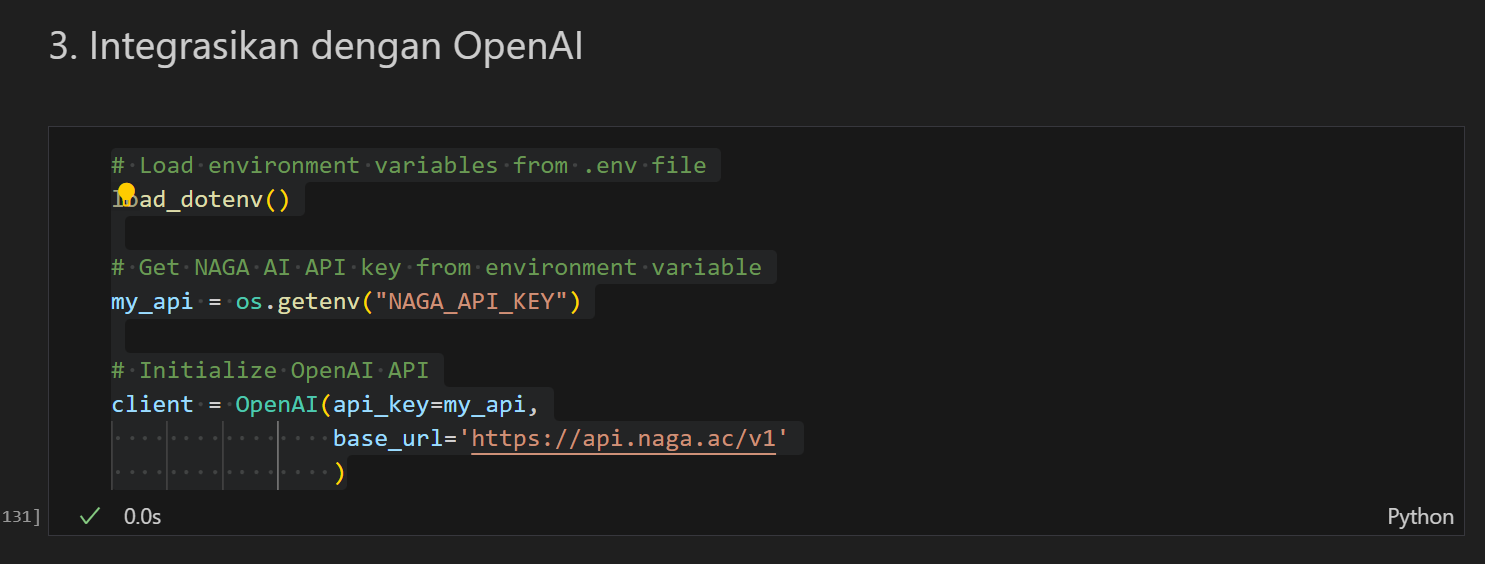 3. Integrasikan dengan OpenAI
# Load environment variables from .env file
load_dotenv()
# Get NAGA AI API key from environment variable
my_api = os.getenv("NAGA_API_KEY")
# Initialize OpenAI API
client = OpenAI(api_key=my_api,
base_url='https://api.naga.ac/v1'
)
131]
0.0s
Python